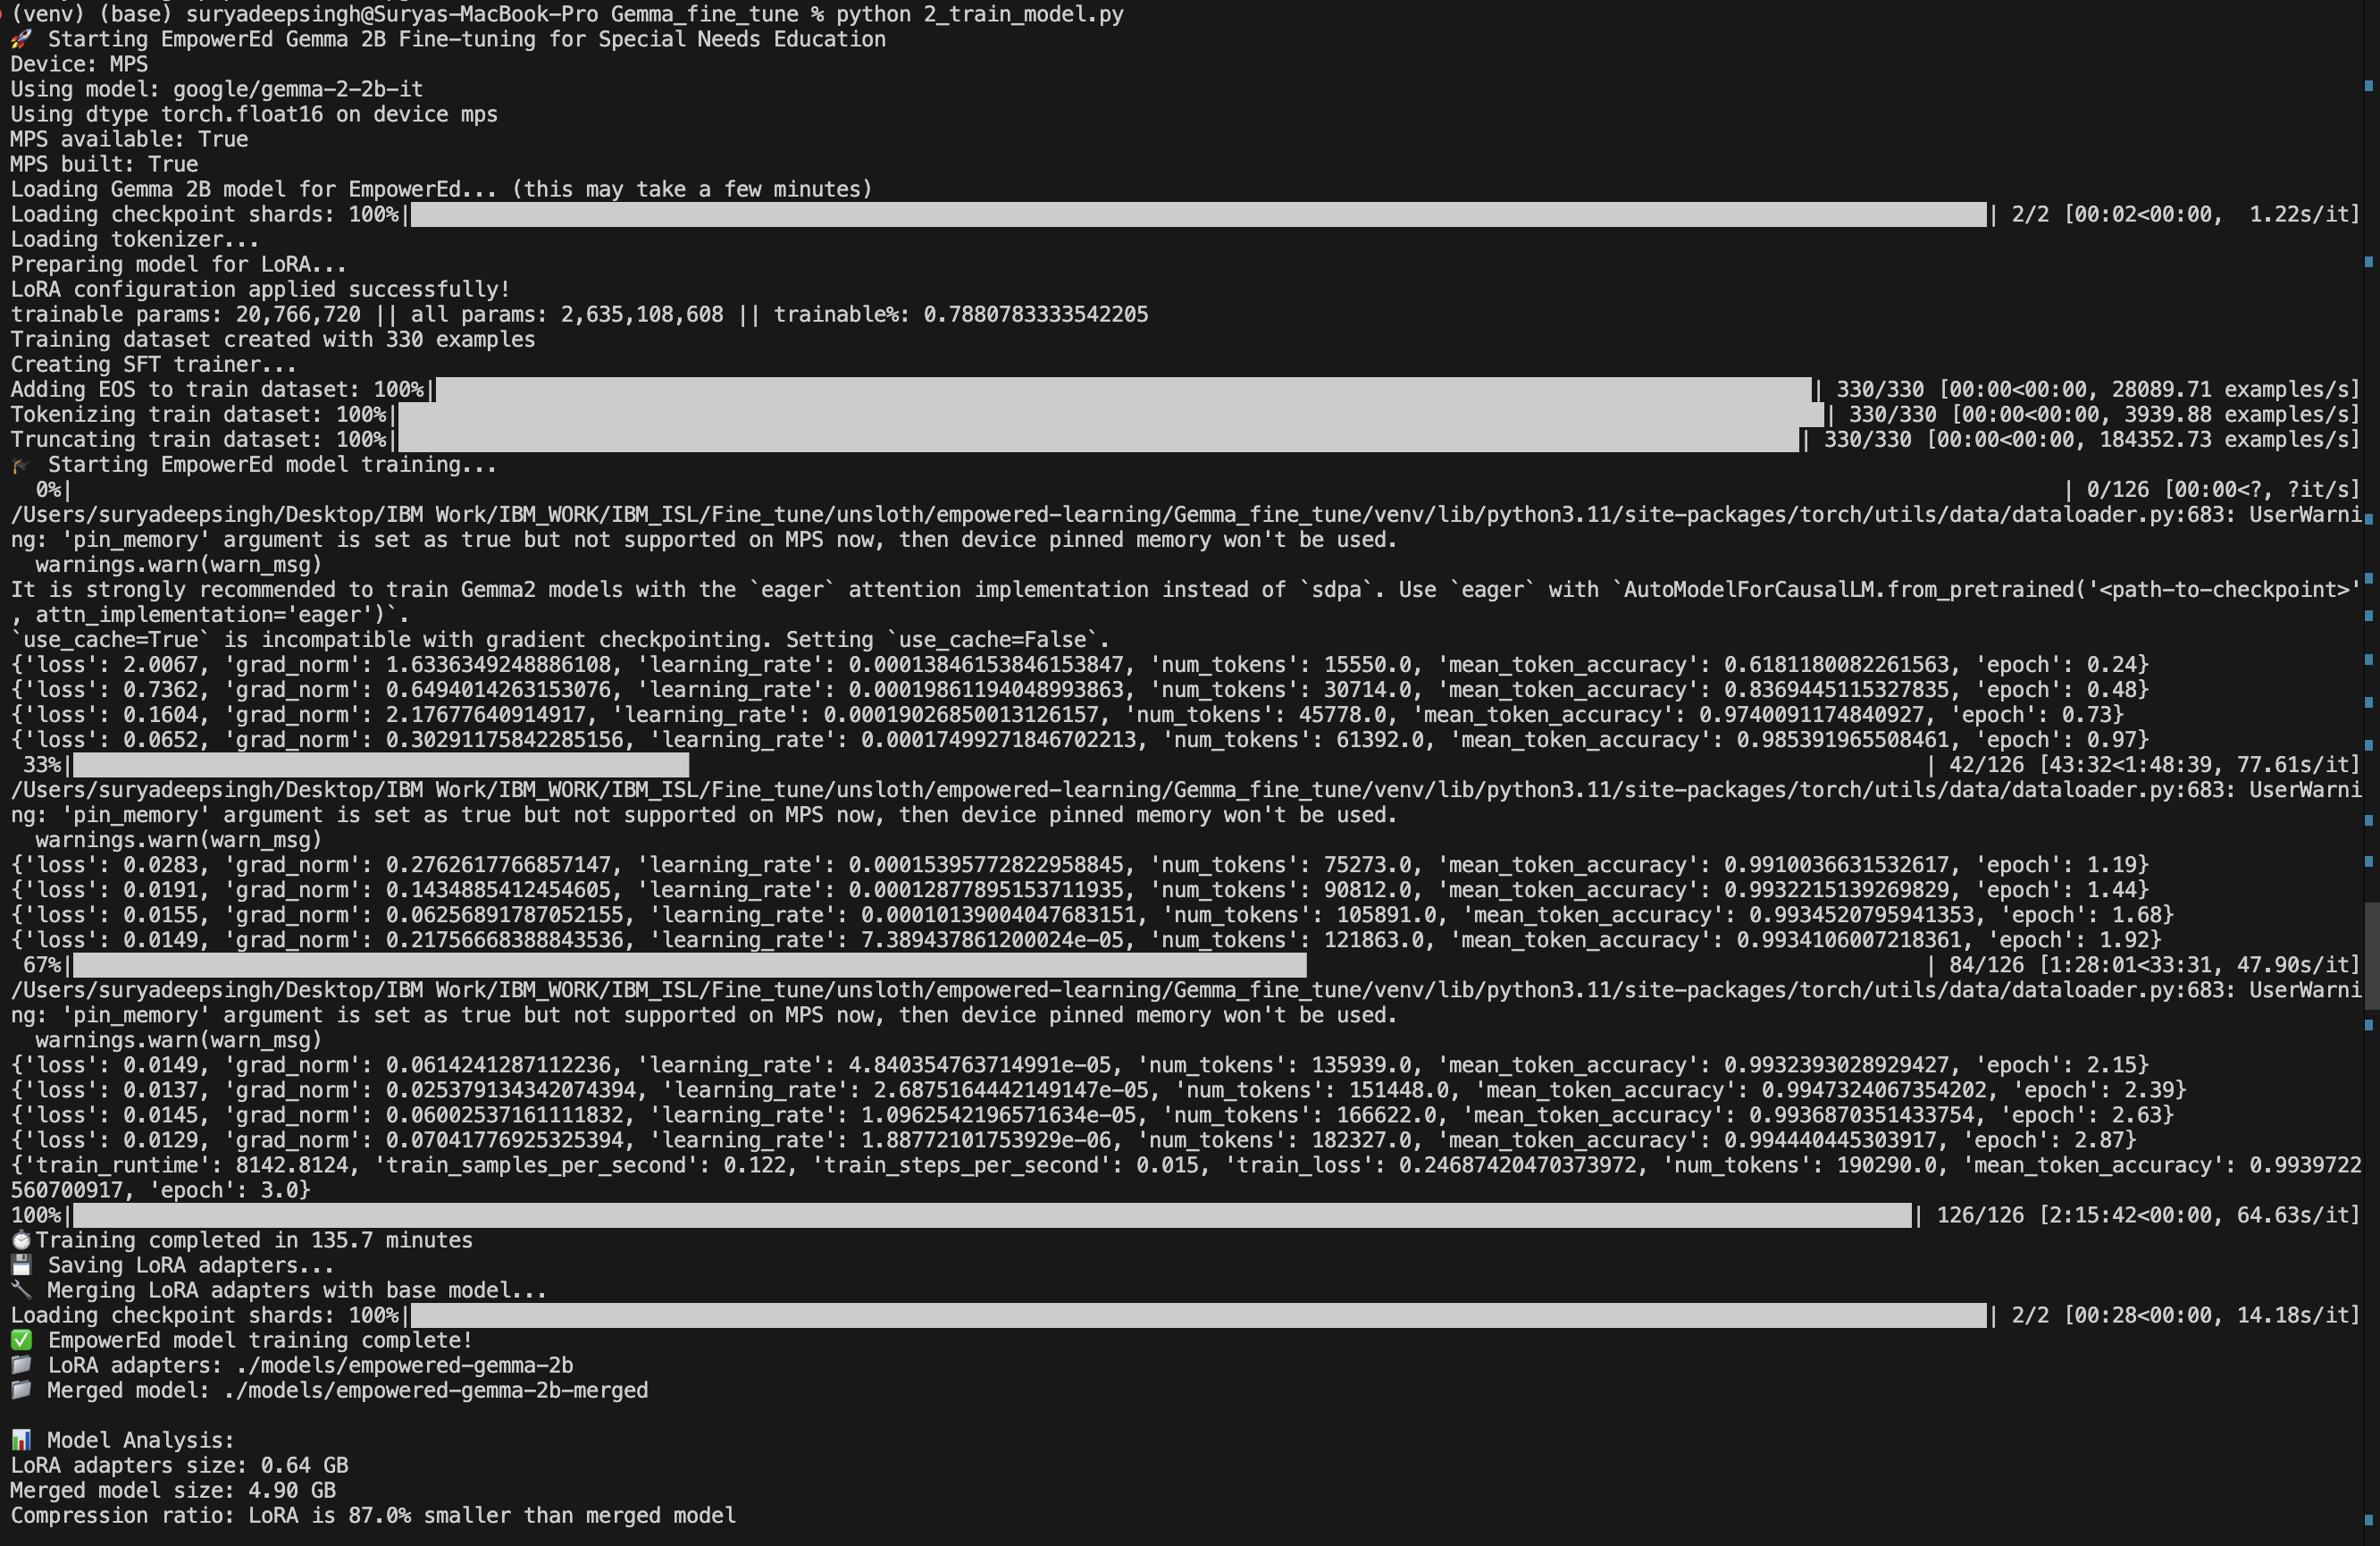 (venv) (base) suryadeepsingh@Suryas-MacBook-Pro Gemma_fine_tune % python 2_train_model.py
🚀 Starting EmpowerEd Gemma 2B Fine-tuning for Special Needs Education
Device: MPS
Using model: google/gemma-2-2b-it
Using dtype torch.float16 on device mps
MPS available: True
MPS built: True
Loading Gemma 2B model for EmpowerEd... (this may take a few minutes)
Loading checkpoint shards: 100%|██████████| 2/2 [00:02<00:00,  1.22s/it]
Loading tokenizer...
Preparing model for LoRA...
LoRA configuration applied successfully!
trainable params: 20,766,720 || all params: 2,635,108,608 || trainable%: 0.7880783333542205
Training dataset created with 330 examples
Creating SFT trainer...
Adding EOS to train dataset: 100%|██████████| 330/330 [00:00<00:00, 28089.71 examples/s]
Tokenizing train dataset: 100%|██████████| 330/330 [00:00<00:00, 3939.88 examples/s]
Truncating train dataset: 100%|██████████| 330/330 [00:00<00:00, 184352.73 examples/s]
🎓 Starting EmpowerEd model training...
  0%|          | 0/126 [00:00<?, ?it/s]
/Users/suryadeepsingh/Desktop/IBM Work/IBM_WORK/IBM_ISL/Fine_tune/unsloth/empowered-learning/Gemma_fine_tune/venv/lib/python3.11/site-packages/torch/utils/data/dataloader.py:683: UserWarni
ng: 'pin_memory' argument is set as true but not supported on MPS now, then device pinned memory won't be used.
  warnings.warn(warn_msg)
It is strongly recommended to train Gemma2 models with the `eager` attention implementation instead of `sdpa`. Use `eager` with `AutoModelForCausalLM.from_pretrained('<path-to-checkpoint>'
, attn_implementation='eager')`.
`use_cache=True` is incompatible with gradient checkpointing. Setting `use_cache=False`.
{'loss': 2.0067, 'grad_norm': 1.6336349248886108, 'learning_rate': 0.00013846153846153847, 'num_tokens': 15550.0, 'mean_token_accuracy': 0.6181180082261563, 'epoch': 0.24}
{'loss': 0.7362, 'grad_norm': 0.6494014263153076, 'learning_rate': 0.00019861194048993863, 'num_tokens': 30714.0, 'mean_token_accuracy': 0.8369445115327835, 'epoch': 0.48}
{'loss': 0.1604, 'grad_norm': 2.17677640914917, 'learning_rate': 0.00019026850013126157, 'num_tokens': 45778.0, 'mean_token_accuracy': 0.9740091174840927, 'epoch': 0.73}
{'loss': 0.0652, 'grad_norm': 0.30291175842285156, 'learning_rate': 0.00017499271846702213, 'num_tokens': 61392.0, 'mean_token_accuracy': 0.985391965508461, 'epoch': 0.97}
 33%|███       | 42/126 [43:32<1:48:39, 77.61s/it]
/Users/suryadeepsingh/Desktop/IBM Work/IBM_WORK/IBM_ISL/Fine_tune/unsloth/empowered-learning/Gemma_fine_tune/venv/lib/python3.11/site-packages/torch/utils/data/dataloader.py:683: UserWarni
ng: 'pin_memory' argument is set as true but not supported on MPS now, then device pinned memory won't be used.
  warnings.warn(warn_msg)
{'loss': 0.0283, 'grad_norm': 0.2762617766857147, 'learning_rate': 0.00015395772822958845, 'num_tokens': 75273.0, 'mean_token_accuracy': 0.9910036631532617, 'epoch': 1.19}
{'loss': 0.0191, 'grad_norm': 0.1434885412454605, 'learning_rate': 0.00012877895153711935, 'num_tokens': 90812.0, 'mean_token_accuracy': 0.9932215139269829, 'epoch': 1.44}
{'loss': 0.0155, 'grad_norm': 0.06256891787052155, 'learning_rate': 0.00010139004047683151, 'num_tokens': 105891.0, 'mean_token_accuracy': 0.9934520795941353, 'epoch': 1.68}
{'loss': 0.0149, 'grad_norm': 0.21756668388843536, 'learning_rate': 7.389437861200024e-05, 'num_tokens': 121863.0, 'mean_token_accuracy': 0.9934106007218361, 'epoch': 1.92}
 67%|██████    | 84/126 [1:28:01<33:31, 47.90s/it]
/Users/suryadeepsingh/Desktop/IBM Work/IBM_WORK/IBM_ISL/Fine_tune/unsloth/empowered-learning/Gemma_fine_tune/venv/lib/python3.11/site-packages/torch/utils/data/dataloader.py:683: UserWarni
ng: 'pin_memory' argument is set as true but not supported on MPS now, then device pinned memory won't be used.
  warnings.warn(warn_msg)
{'loss': 0.0149, 'grad_norm': 0.0614241287112236, 'learning_rate': 4.840354763714991e-05, 'num_tokens': 135939.0, 'mean_token_accuracy': 0.9932393028929427, 'epoch': 2.15}
{'loss': 0.0137, 'grad_norm': 0.025379134342074394, 'learning_rate': 2.6875164442149147e-05, 'num_tokens': 151448.0, 'mean_token_accuracy': 0.9947324067354202, 'epoch': 2.39}
{'loss': 0.0145, 'grad_norm': 0.06002537161111832, 'learning_rate': 1.0962542196571634e-05, 'num_tokens': 166622.0, 'mean_token_accuracy': 0.9936870351433754, 'epoch': 2.63}
{'loss': 0.0129, 'grad_norm': 0.07041776925325394, 'learning_rate': 1.88772101753929e-06, 'num_tokens': 182327.0, 'mean_token_accuracy': 0.994440445303917, 'epoch': 2.87}
{'train_runtime': 8142.8124, 'train_samples_per_second': 0.122, 'train_steps_per_second': 0.015, 'train_loss': 0.24687420470373972, 'num_tokens': 190290.0, 'mean_token_accuracy': 0.9939722
560700917, 'epoch': 3.0}
100%|██████████| 126/126 [2:15:42<00:00, 64.63s/it]
⏱️Training completed in 135.7 minutes
💾 Saving LoRA adapters...
🔧 Merging LoRA adapters with base model...
Loading checkpoint shards: 100%|██████████| 2/2 [00:28<00:00, 14.18s/it]
✅ EmpowerEd model training complete!
📁 LoRA adapters: ./models/empowered-gemma-2b
📁 Merged model: ./models/empowered-gemma-2b-merged
📊 Model Analysis:
LoRA adapters size: 0.64 GB
Merged model size: 4.90 GB
Compression ratio: LoRA is 87.0% smaller than merged model